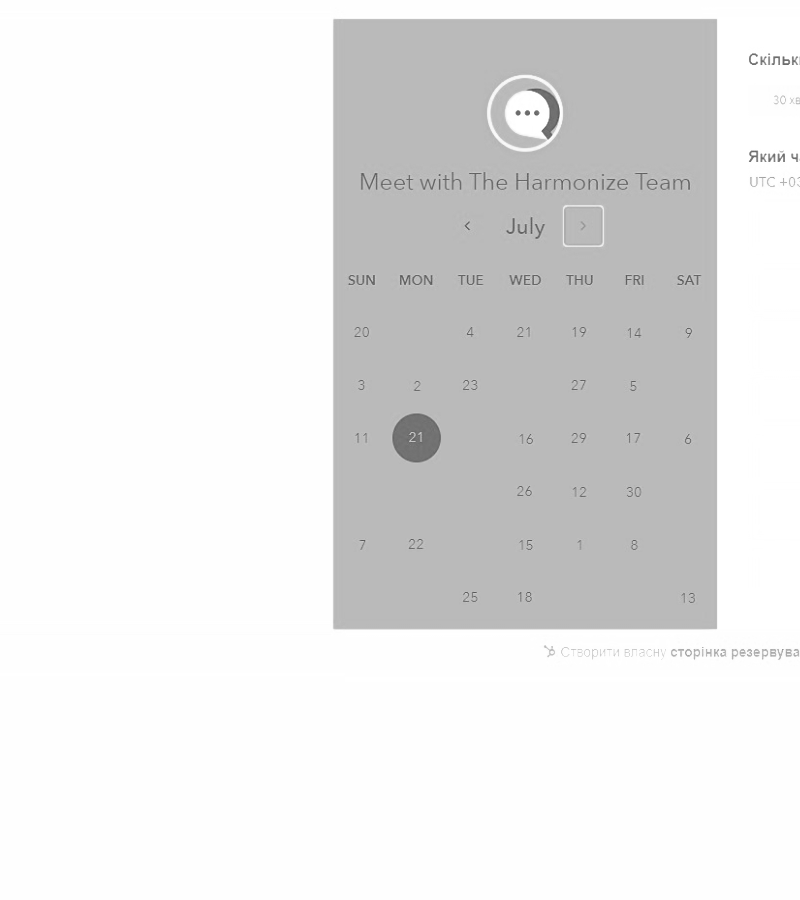 Скільк
30 хв
Який ч
UTC +03
Meet with The Harmonize Team
July
SUN MON TUE WED THU FRI SAT
20 4 21 19 14 9
3 2 23 27 5
11 21 16 29 17 6
26 12 30
7 22 15 1 8
25 18 13
Створити власну сторінка резервува